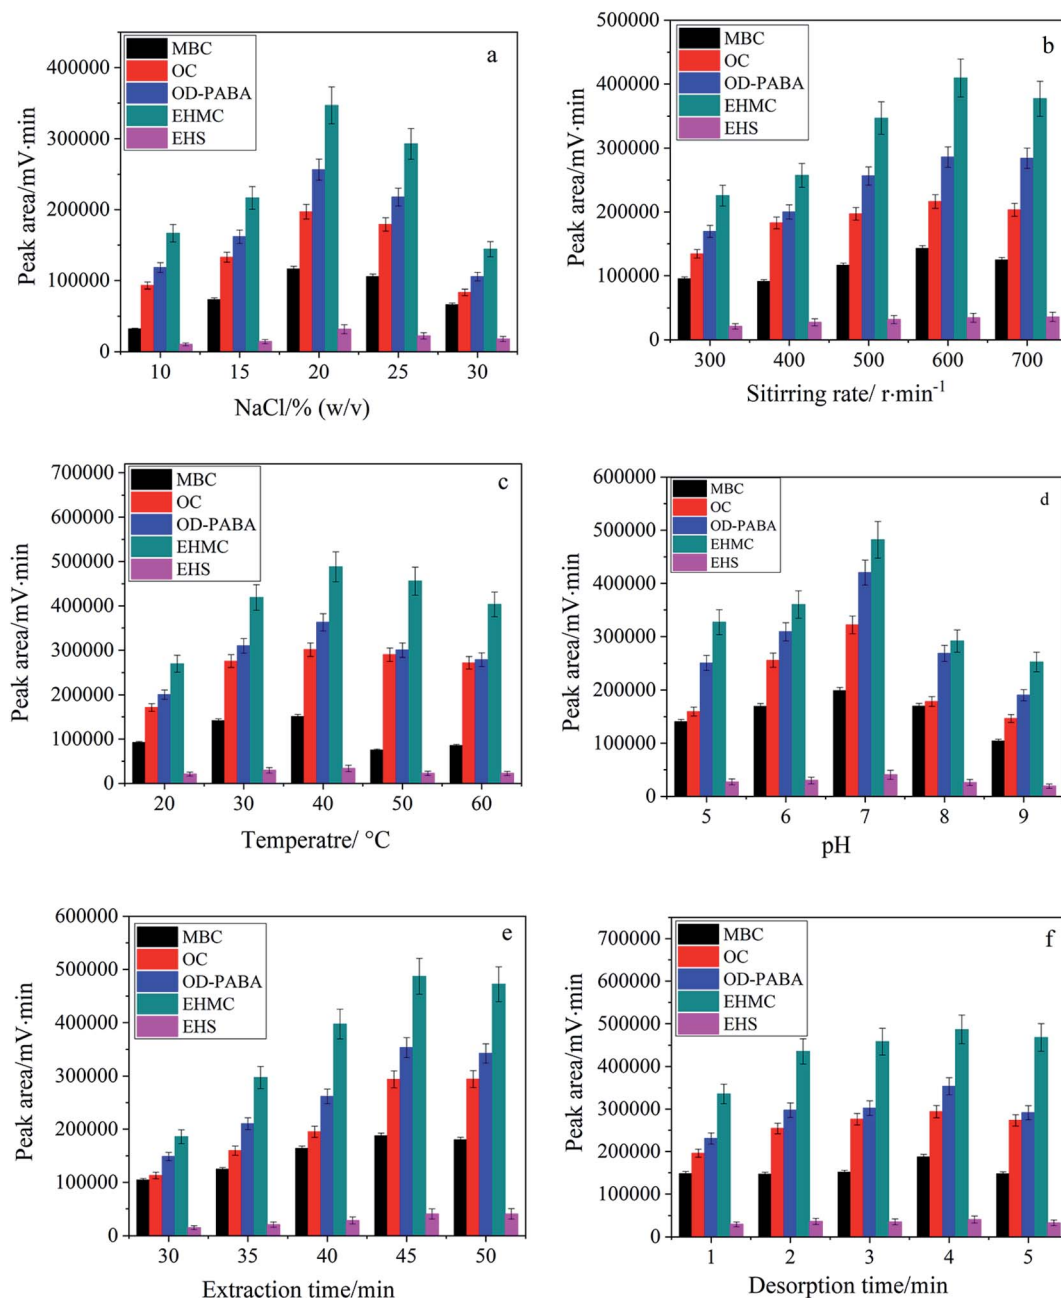 a
MBC
OC
OD-PABA
EHMC
EHS
Peak area/mV·min
400000
300000
200000
100000
0
10 15 20 25 30
NaCl/% (w/v)
b
MBC
OC
OD-PABA
EHMC
EHS
Peak area/mV·min
500000
400000
300000
200000
100000
0
300 400 500 600 700
Sitirring rate/ r·min-1
c
MBC
OC
OD-PABA
EHMC
EHS
Peak area/mV·min
700000
600000
500000
400000
300000
200000
100000
0
20 30 40 50 60
Temperatre/ °C
d
MBC
OC
OD-PABA
EHMC
EHS
Peak area/mV·min
600000
500000
400000
300000
200000
100000
0
5 6 7 8 9
pH
e
MBC
OC
OD-PABA
EHMC
EHS
Peak area/mV·min
600000
500000
400000
300000
200000
100000
0
30 35 40 45 50
Extraction time/min
f
MBC
OC
OD-PABA
EHMC
EHS
Peak area/mV·min
700000
600000
500000
400000
300000
200000
100000
0
1 2 3 4 5
Desorption time/min